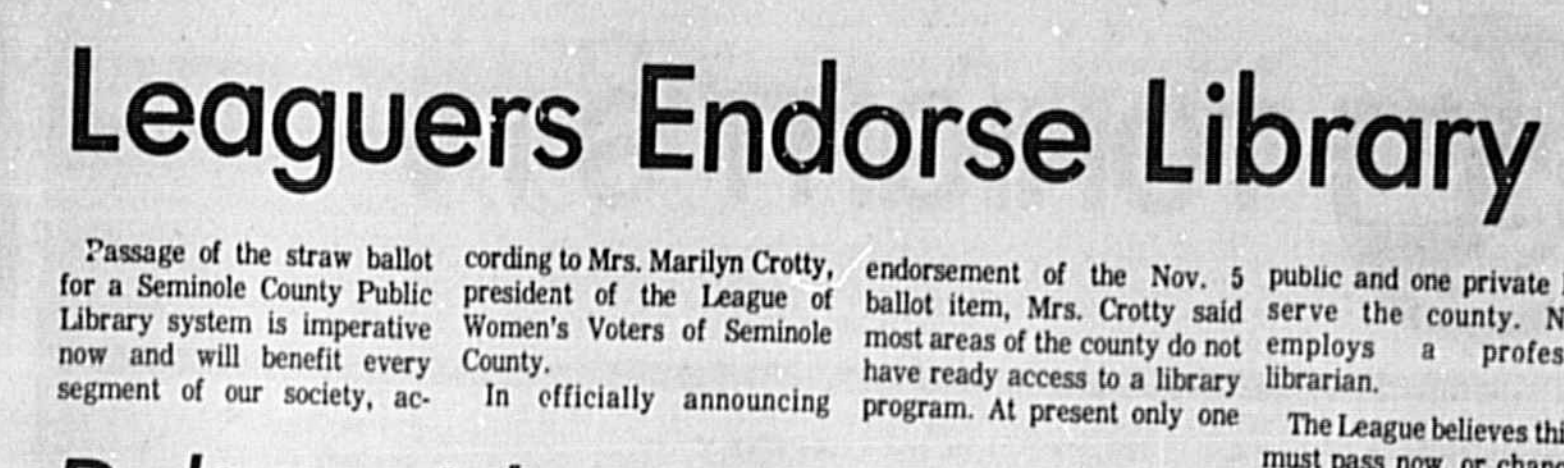 Leaguers Endorse Library
Passage of the straw ballot
for a Seminole County Public
Library system is imperative
now and will benefit every
segment of our society, ac-
cording to Mrs. Marilyn Crotty,
president of the League of
Women's Voters of Seminole
County.
In officially announcing
endorsement of the Nov. 5
ballot item, Mrs. Crotty said
most areas of the county do not
have ready access to a library
program. At present only one
public and one private
serve the county.
employs a
librarian.
The League believes
must pass now, or